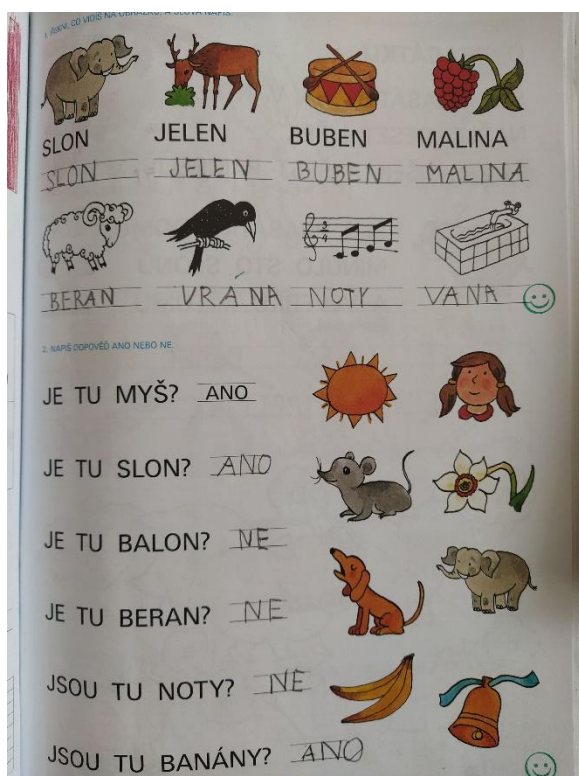 1. ŘEKNI, CO VIDÍŠ NA OBRÁZKU, A SLOVA NAPIŠ.
SLON JELEN BUBEN MALINA
SLON JELEN BUBEN MALINA
BERAN VRÁNA NOTY VANA
2. NAPIŠ ODPOVĚĎ ANO NEBO NE.
JE TU MYŠ? ANO
JE TU SLON? ANO
JE TU BALON? NE
JE TU BERAN? NE
JSOU TU NOTY? NE
JSOU TU BANÁNY? ANO